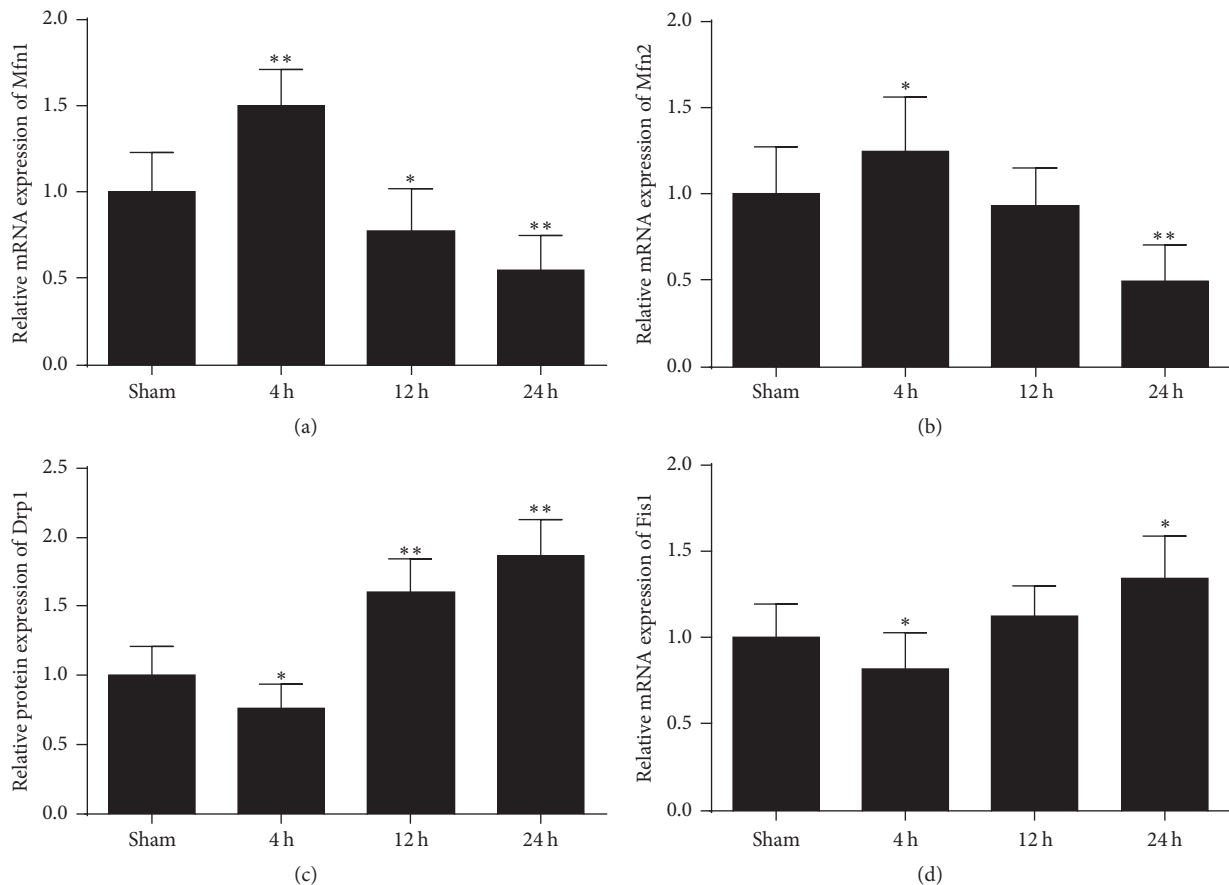 Relative mRNA expression of Mfn1
2.0
1.5
1.0
0.5
0.0
**
*
**
Sham 4 h 12 h 24 h
(a)
Relative mRNA expression of Mfn2
2.0
1.5
1.0
0.5
0.0
*
**
Sham 4 h 12 h 24 h
(b)
Relative protein expression of Drp1
2.5
2.0
1.5
1.0
0.5
0.0
*
**
**
Sham 4 h 12 h 24 h
(c)
Relative mRNA expression of Fis1
2.0
1.5
1.0
0.5
0.0
*
*
Sham 4 h 12 h 24 h
(d)